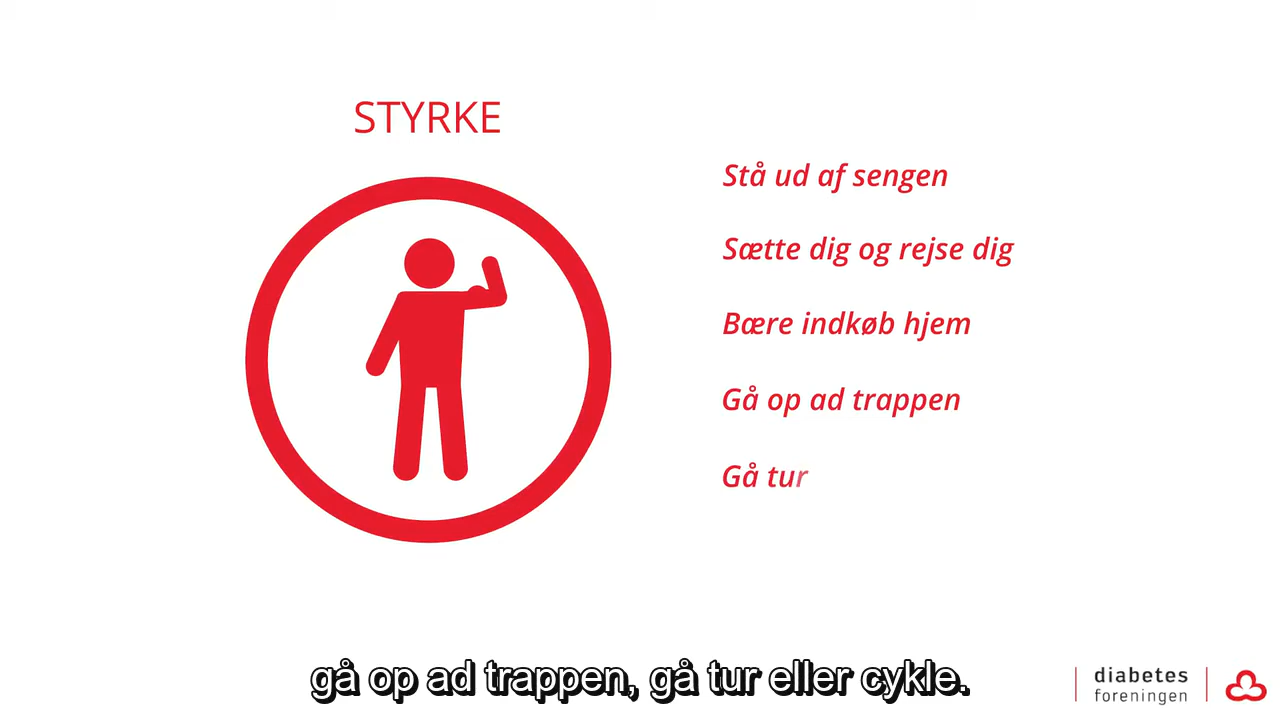 STYRKE
Stå ud af sengen
Sætte dig og rejse dig
Bære indkøb hjem
Gå op ad trappen
Gå tur
gå op ad trappen, gå tur eller cykle.
diabetes
foreningen